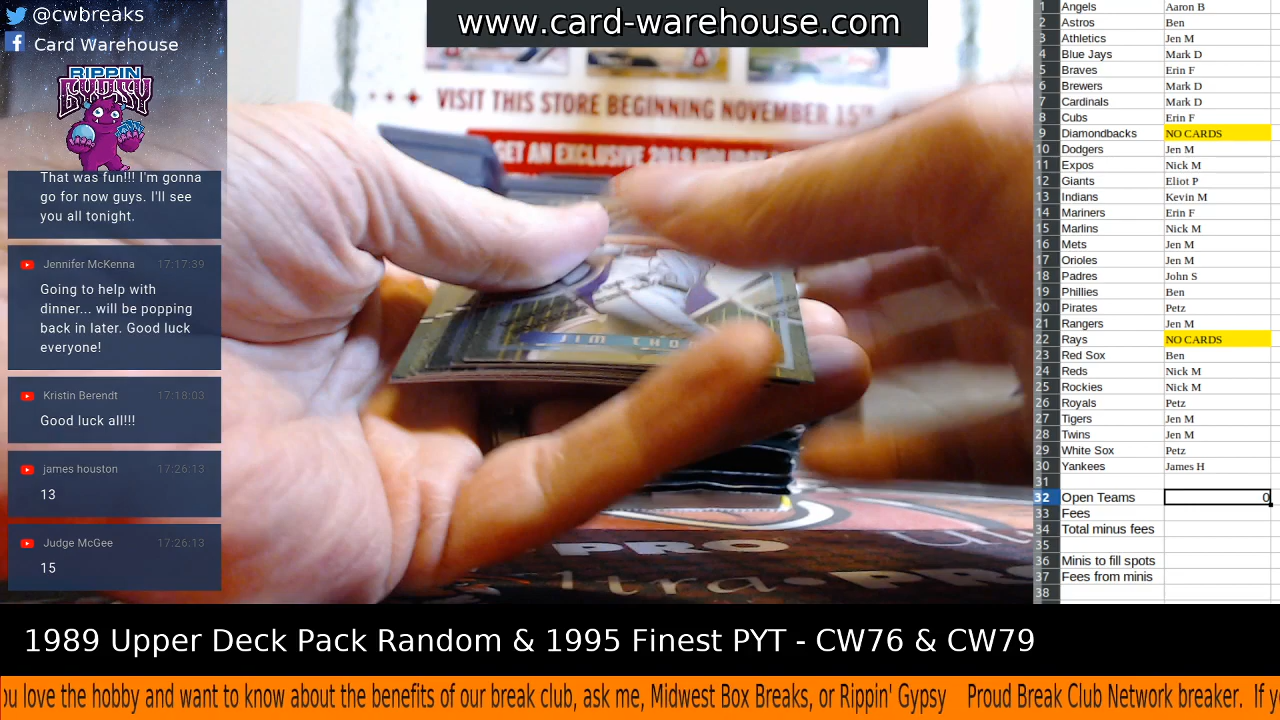 @cwbreaks
Card Warehouse
RIPPIN
GYPSY
That was fun!!! I'm gonna
go for now guys. I'll see
you all tonight.
Jennifer McKenna 17:17:39
Going to help with
dinner... will be popping
back in later. Good luck
everyone!
Kristin Berendt 17:18:03
Good luck all!!!
james houston 17:26:13
13
Judge McGee 17:26:13
15
www.card-warehouse.com
VISIT THIS STORE BEGINNING NOVEMBER 15th
GET AN EXCLUSIVE 2019 HOLIDAY
JIM THO
PRO
Ultra PRO
1 Angels Aaron B
2 Astros Ben
3 Athletics Jen M
4 Blue Jays Mark D
5 Braves Erin F
6 Brewers Mark D
7 Cardinals Mark D
8 Cubs Erin F
9 Diamondbacks NO CARDS
10 Dodgers Jen M
11 Expos Nick M
12 Giants Eliot P
13 Indians Kevin M
14 Mariners Erin F
15 Marlins Nick M
16 Mets Jen M
17 Orioles Jen M
18 Padres John S
19 Phillies Ben
20 Pirates Petz
21 Rangers Jen M
22 Rays NO CARDS
23 Red Sox Ben
24 Reds Nick M
25 Rockies Nick M
26 Royals Petz
27 Tigers Jen M
28 Twins Jen M
29 White Sox Petz
30 Yankees James H
31
32 Open Teams 0
33 Fees
34 Total minus fees
35
36 Minis to fill spots
37 Fees from minis
38
1989 Upper Deck Pack Random & 1995 Finest PYT - CW76 & CW79
ou love the hobby and want to know about the benefits of our break club, ask me, Midwest Box Breaks, or Rippin' Gypsy Proud Break Club Network breaker. If y